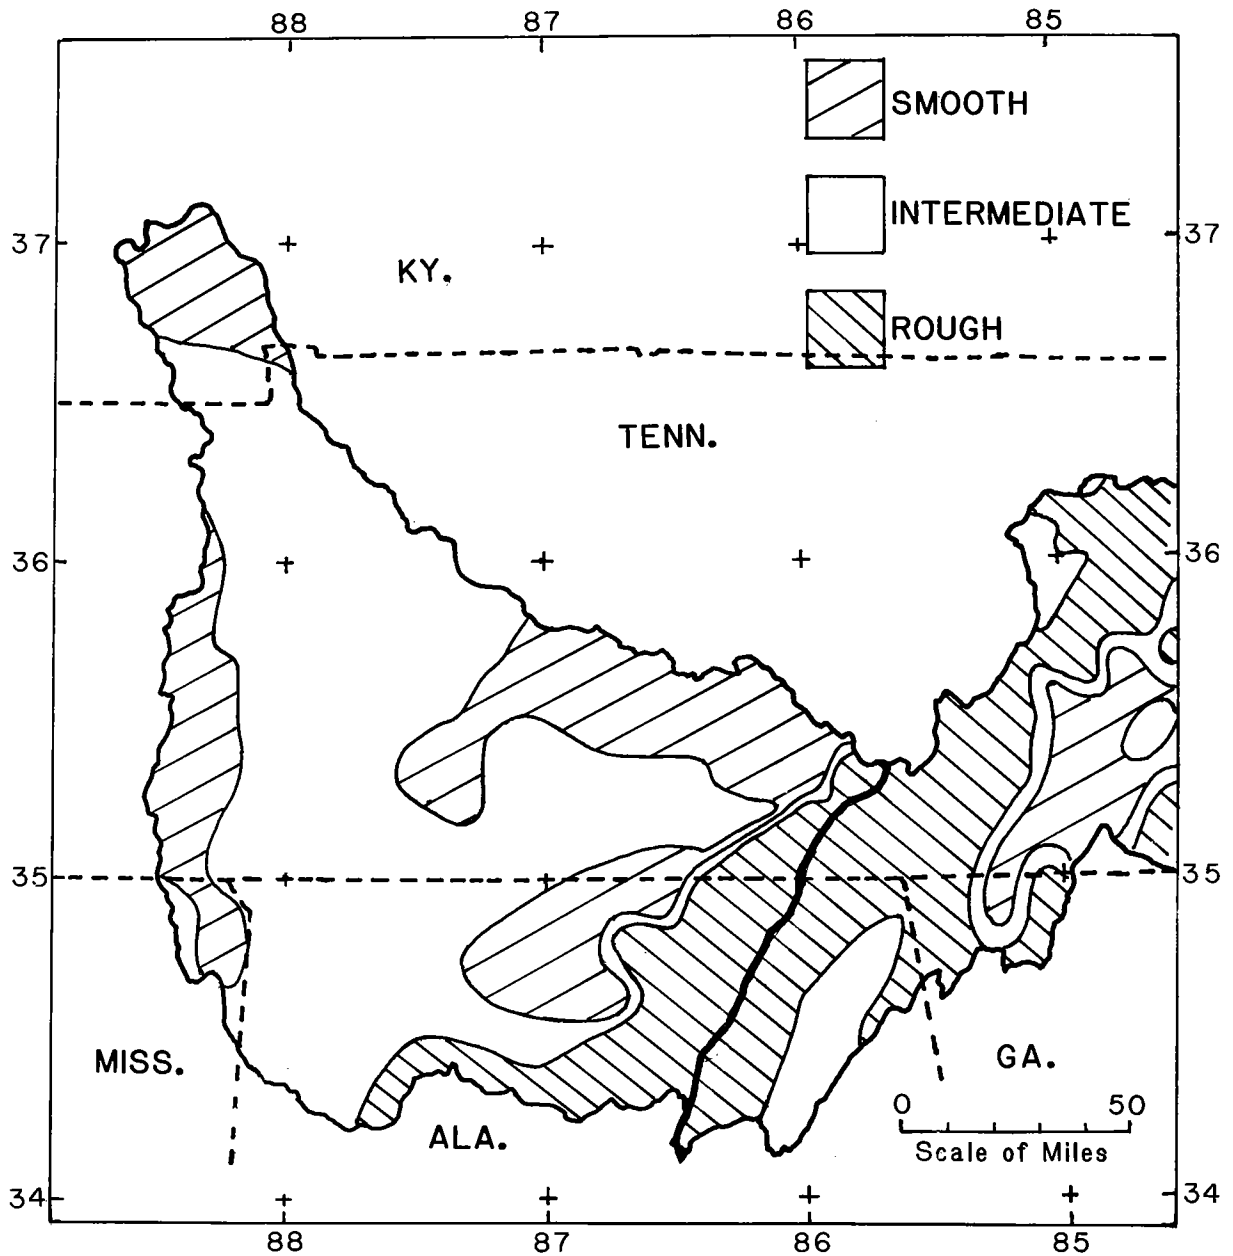 88 87 86 85
SMOOTH
INTERMEDIATE
37 37
KY.
ROUGH
TENN.
36 36
35 35
MISS. GA.
0 50
ALA.
Scale of Miles
34 34
88 87 86 85